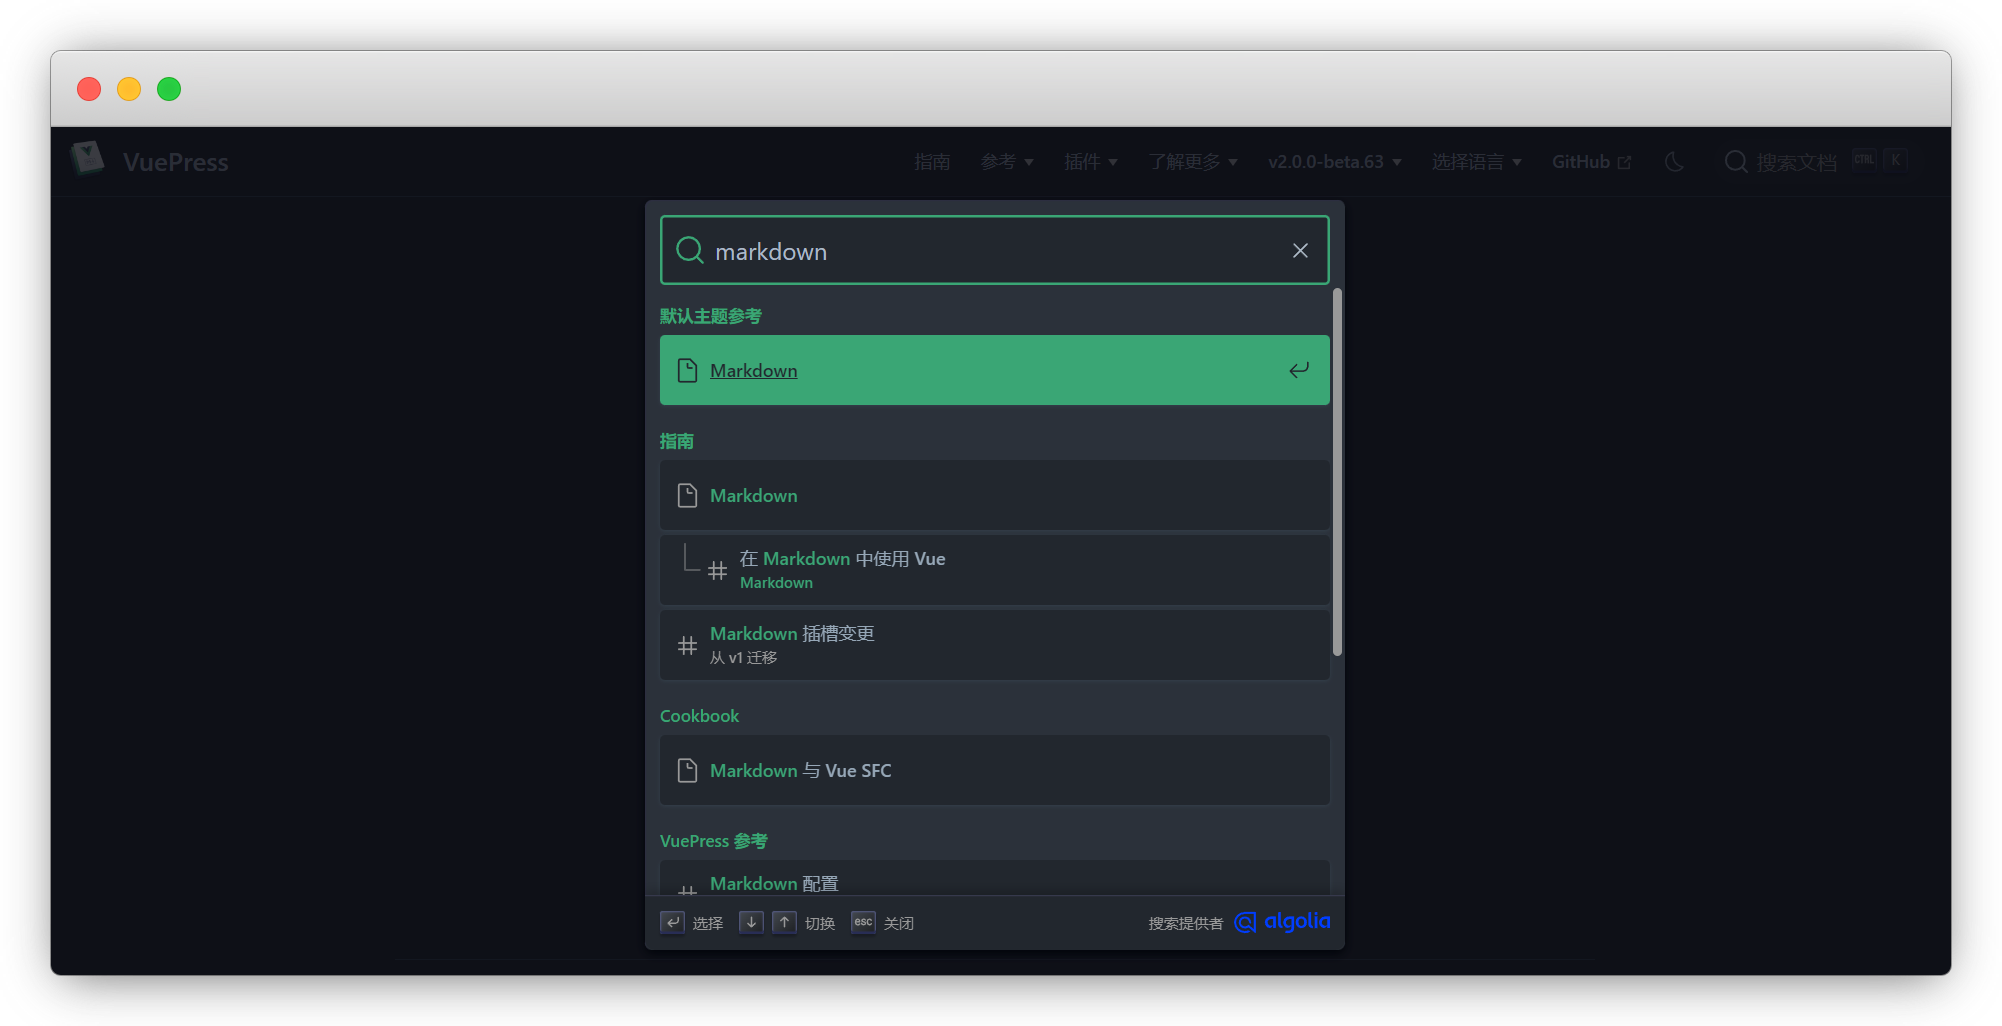 VuePress
指南 参考 插件 了解更多 v2.0.0-beta.63 选择语言 GitHub 搜索文档 CTRL K
markdown
默认主题参考
Markdown
指南
Markdown
在 Markdown 中使用 Vue
Markdown
Markdown 插槽变更
从 v1 迁移
Cookbook
Markdown 与 Vue SFC
VuePress 参考
Markdown 配置
选择 切换 esc 关闭 搜索提供者 algolia